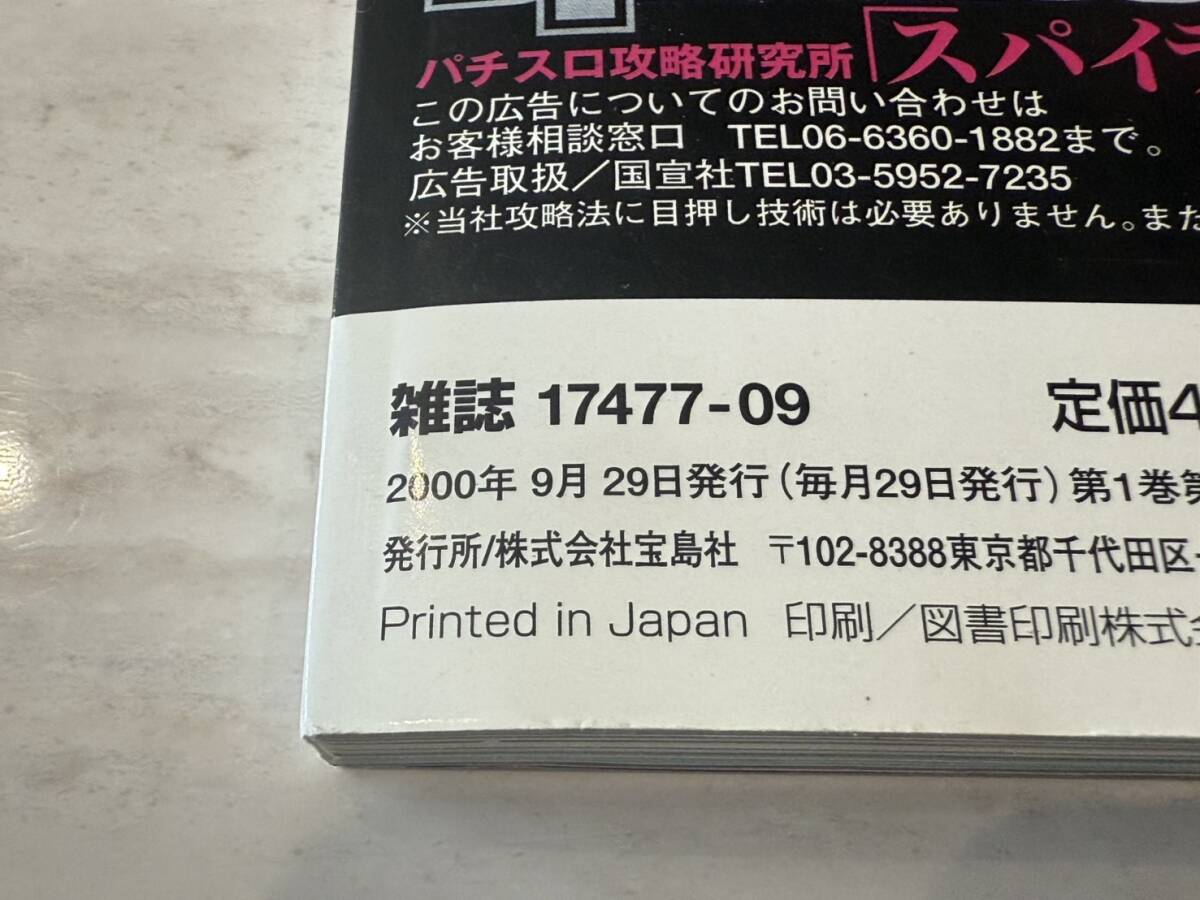 パチスロ攻略研究所「スパイ
この広告についてのお問い合わせは
お客様相談窓口 TEL06-6360-1882まで。
広告取扱／国宣社TEL03-5952-7235
※当社攻略法に目押し技術は必要ありません。また
雑誌 17477-09 定価4
2000年 9月 29日発行（毎月29日発行）第1巻第
発行所/株式会社宝島社 〒102-8388東京都千代田区
Printed in Japan 印刷／図書印刷株式会